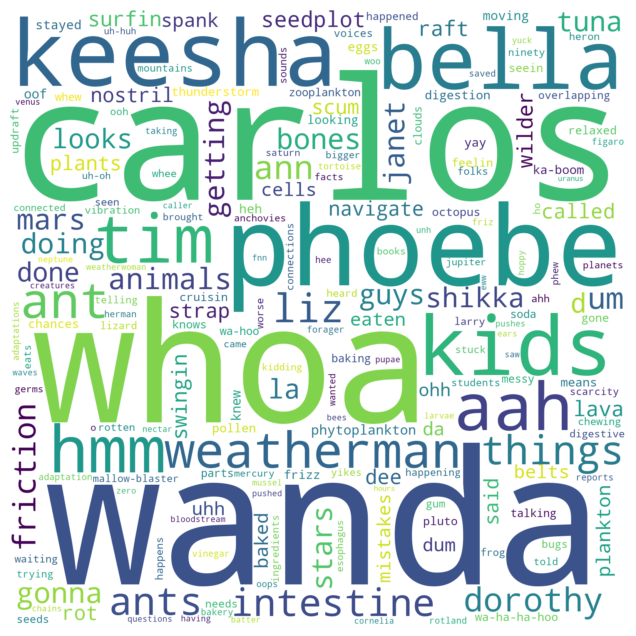 surfin
spank
seedplot
stayed
uh-huh
happened
voices
moving
tuna
keesha
bella
heron
mountains
woo
yuck
eggs
raft
saved
ninety
seein
oof
whew
nostril
thunderstorm
sounds
zooplankton
digestion
overlapping
venus
ooh
scum
looking
clouds
wilder
relaxed
updraft
taking
carlos
yay
figaro
looks
getting
saturn
bones
janet
bigger
tortoise
feelin
ka-boom
plants
whee
ann
facts
folks
uranus
uh-oh
cells
seen
caller
heh
navigate
octopus
ho
called
connected
vibration
brought
anchovies
friz
mars
tim
phoebe
doing
fnn
hee
unh
books
hoppy
planets
neptune
weatherwoman
connections
jupiter
phew
done
animals
eww
creatures
cruisin
liz
guys
shikka
ahh
d
um
telling
herman
strap
worse
heard
ant
adaptations
chances
lizard
knows
wa-hoo
forager
eaten
larry
soda
gone
waves
eats
came
pushes
ears
whoa
kids
swingin
baking
pupae
stuck
saw
kidding
wanted
la
students
messy
means
scarcity
germs
knew
ohh
aah
lava
friction
o
rotten
nectar
pollen
bees
larvae
da
chewing
phytoplankton
digestive
hmm
weatherman
things
adaptation
mallow-blaster
parts
mercury
frizz
yikes
happening
dee
belts
reports
zero
mussel
hours
gum
said
talking
plankton
pushed
uhh
bloodstream
stars
mistakes
pluto
wanda
baked
ingredients
esophagus
dum
frog
bugs
told
waiting
happens
vinegar
trying
oops
gonna
ants
needs
intestine
dorothy
rot
bakery
seeds
chains
questions
having
batter
cornelia
rotland
wa-ha-ha-hoo